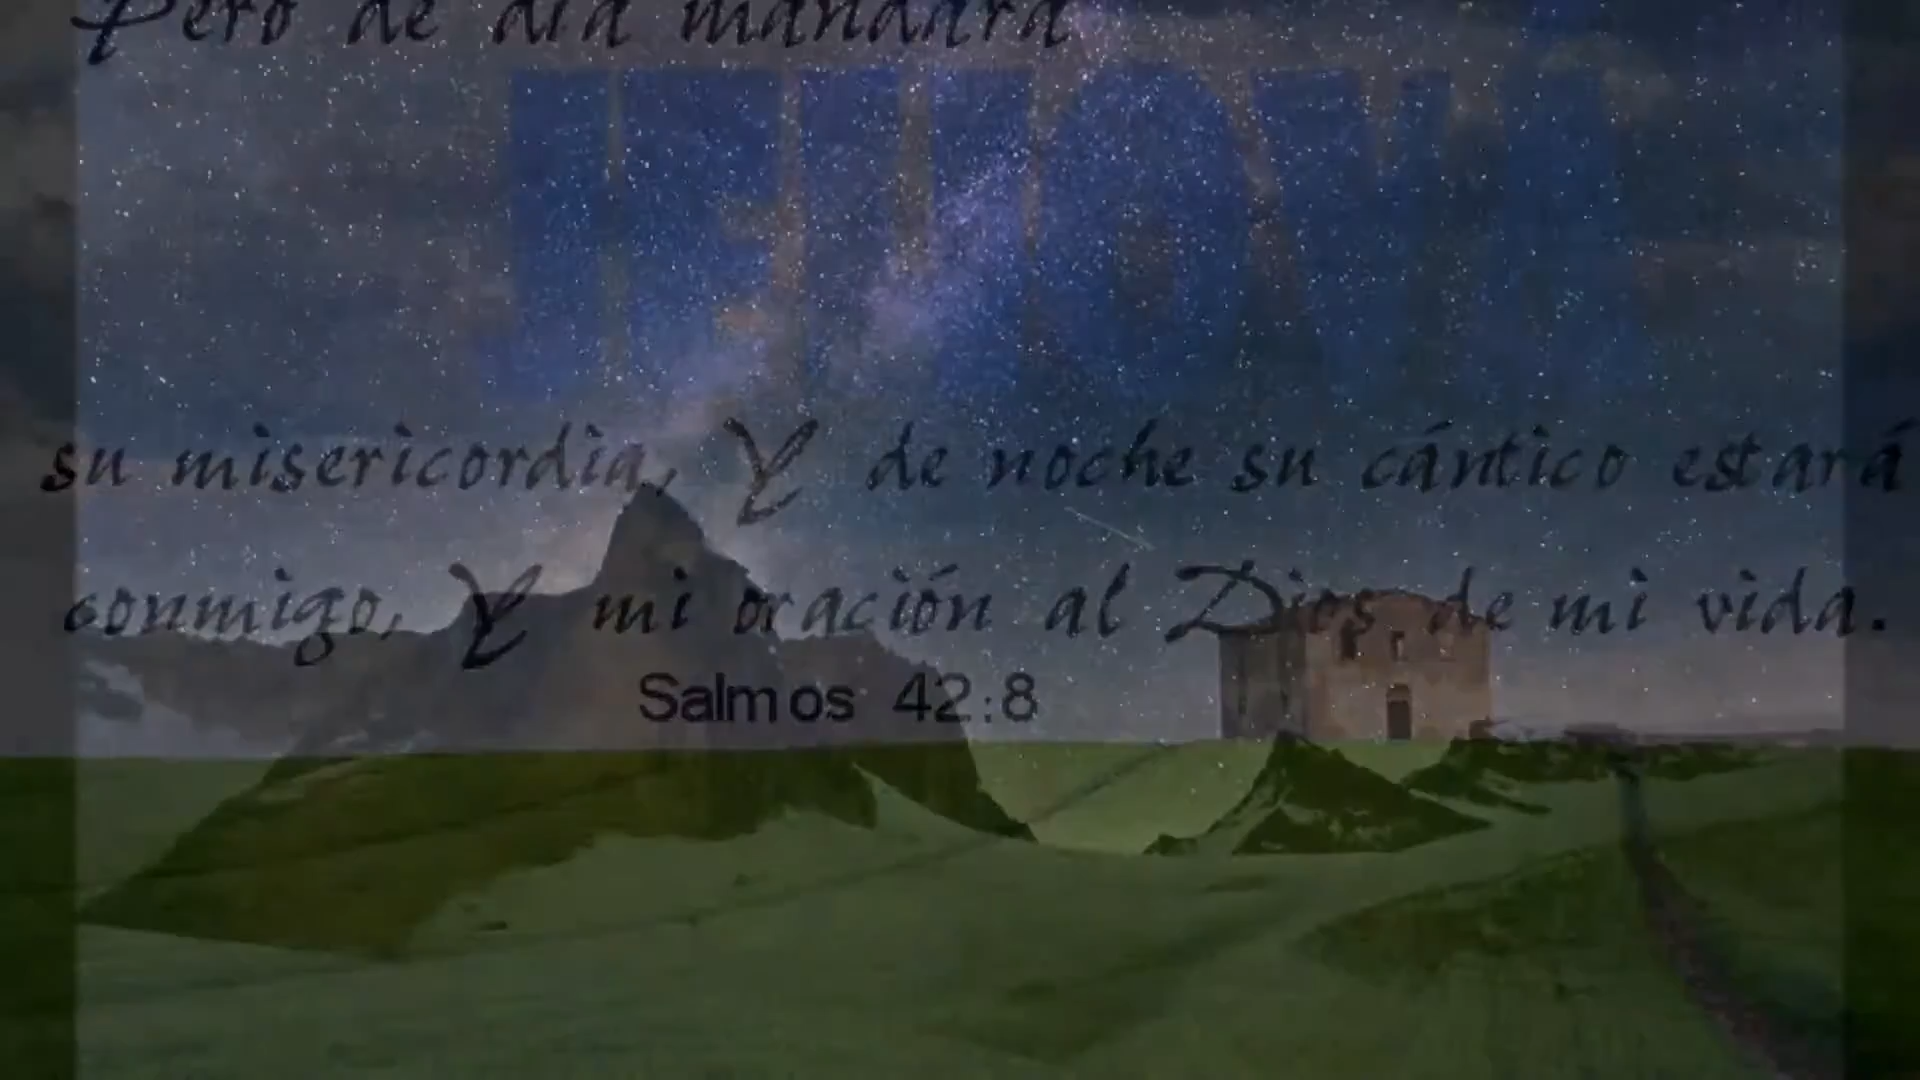 Pero de día mandará
JEHOVÁ
su misericordia, Y de noche su cántico estará
conmigo, Y mi oración al Dios de mi vida.
Salmos 42:8